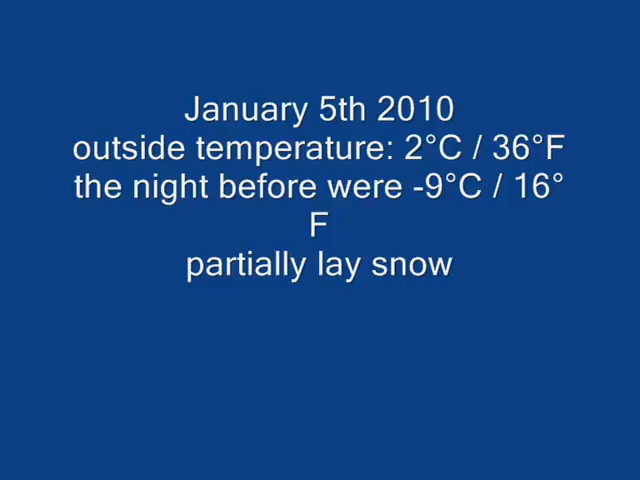 January 5th 2010
outside temperature: 2°C / 36°F
the night before were -9°C / 16°
F
partially lay snow